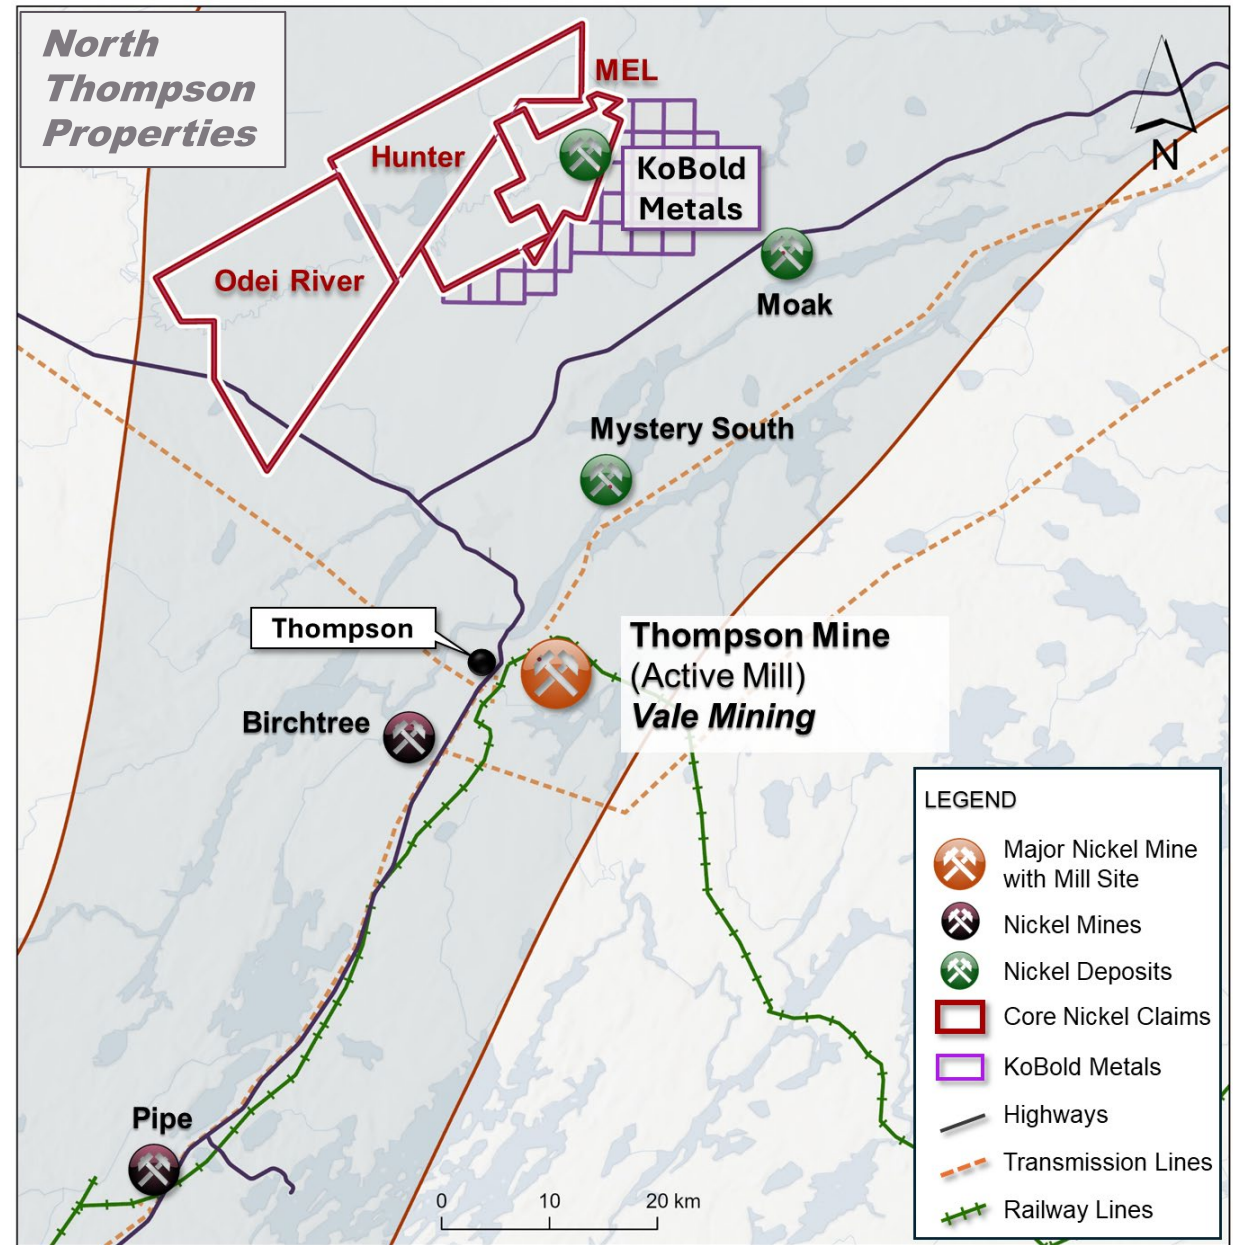 North
Thompson
Properties
MEL
Hunter
KoBold
Metals
N
Odei River
Moak
Mystery South
Thompson
Thompson Mine
(Active Mill)
Vale Mining
Birchtree
LEGEND
Major Nickel Mine
with Mill Site
Nickel Mines
Nickel Deposits
Core Nickel Claims
KoBold Metals
Highways
Transmission Lines
Railway Lines
Pipe
0 10 20 km